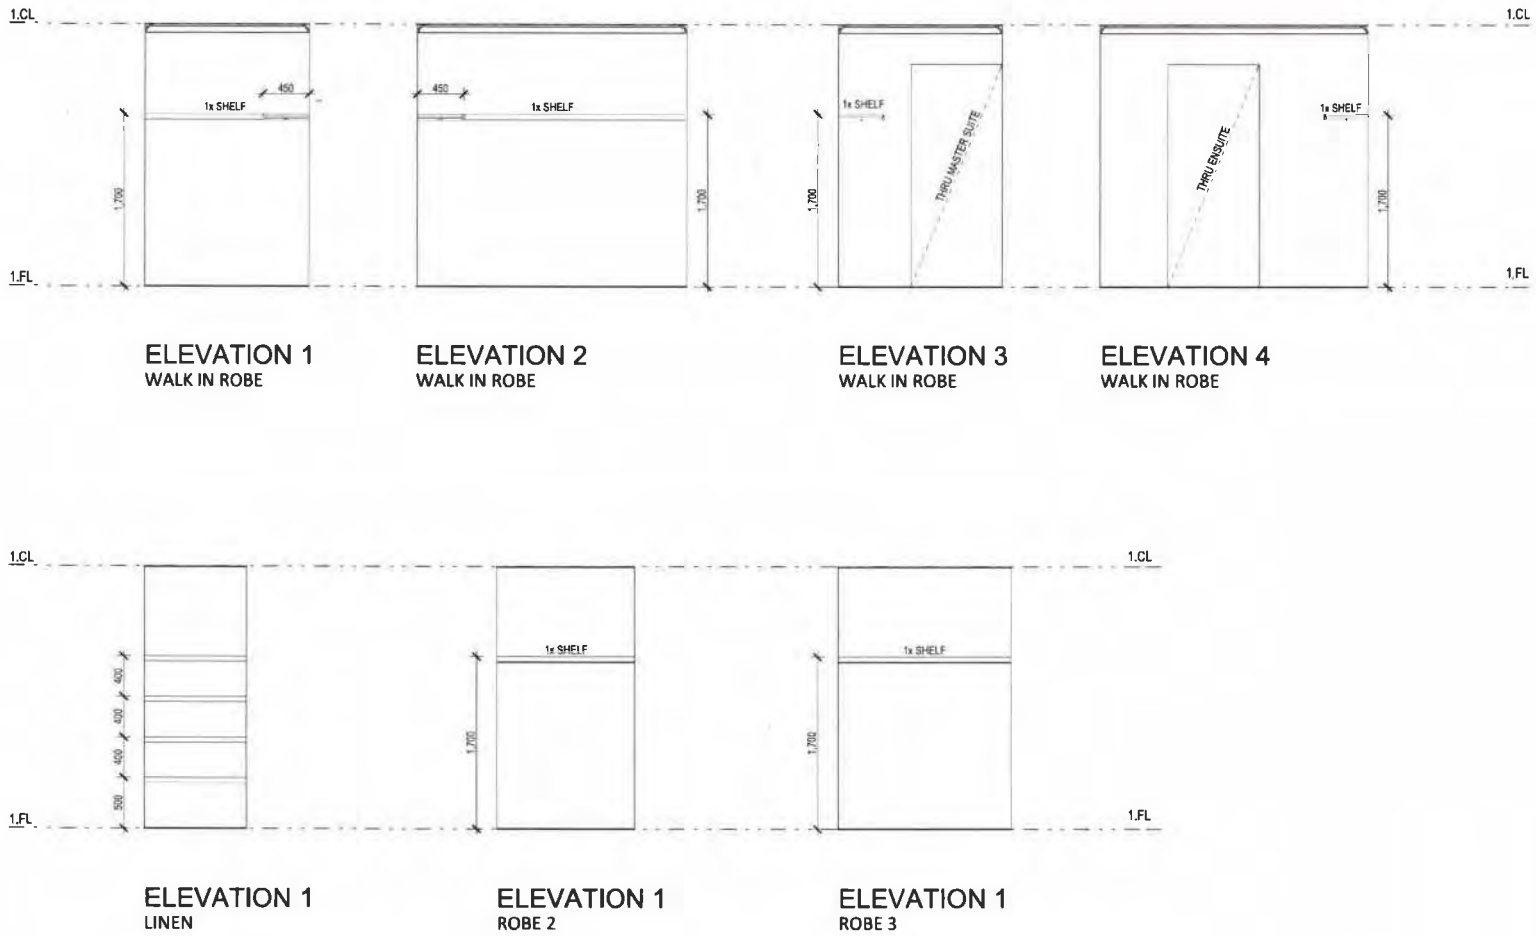 1.CL
1.CL
450
450
1x SHELF
1x SHELF
1x SHELF
1x SHELF
THRU MASTER SUITE
THRU ENSUITE
1,700
1,700
1,700
1,700
1.FL
1.FL
ELEVATION 1
WALK IN ROBE
ELEVATION 2
WALK IN ROBE
ELEVATION 3
WALK IN ROBE
ELEVATION 4
WALK IN ROBE
1.CL
1.CL
1x SHELF
1x SHELF
400
400
400
500
1,700
1,700
1.FL
1.FL
ELEVATION 1
LINEN
ELEVATION 1
ROBE 2
ELEVATION 1
ROBE 3